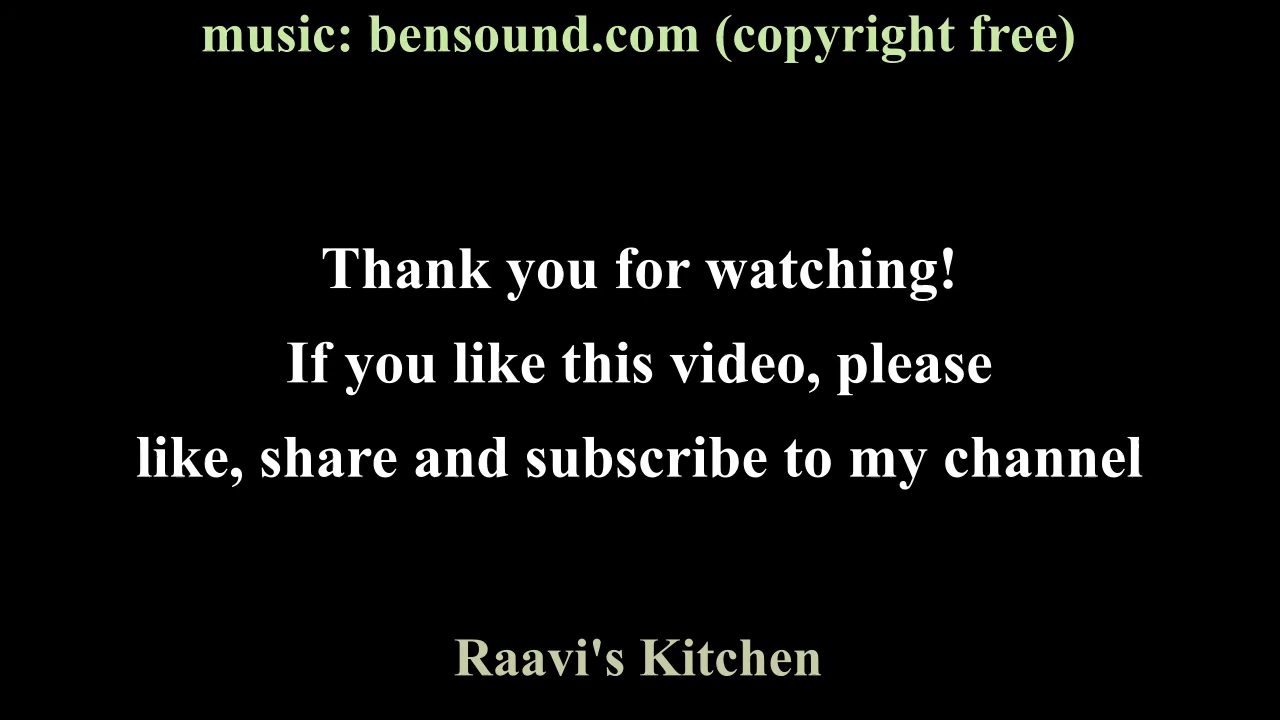 music: bensound.com (copyright free)
Thank you for watching!
If you like this video, please
like, share and subscribe to my channel
Raavi's Kitchen